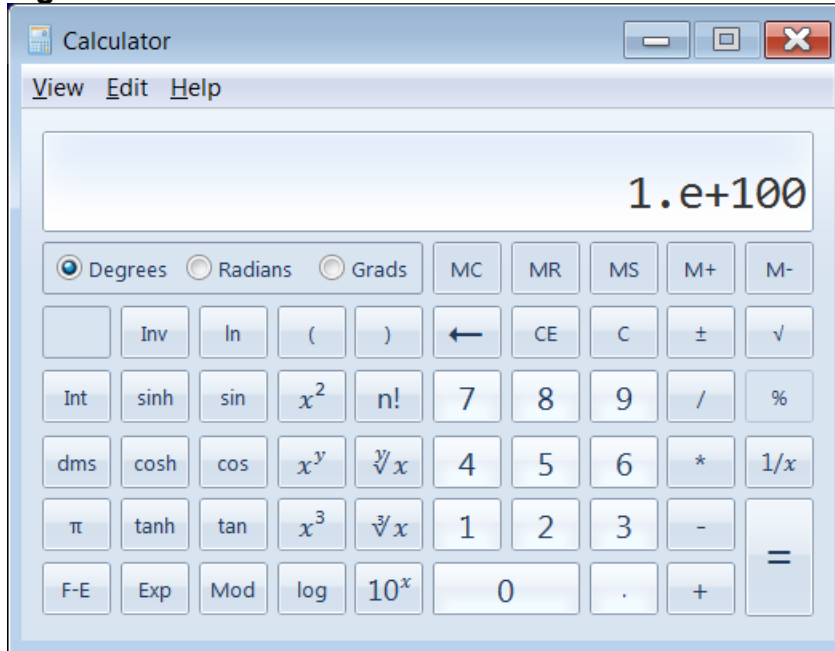 Calculator
View Edit Help
1.e+100
Degrees Radians Grads MC MR MS M+ M-
Inv ln ( ) ← CE C ± √
Int sinh sin x² n! 7 8 9 / %
dms cosh cos xʸ ʸ√x 4 5 6 * 1/x
π tanh tan x³ ³√x 1 2 3 -
=
F-E Exp Mod log 10ˣ 0 . +